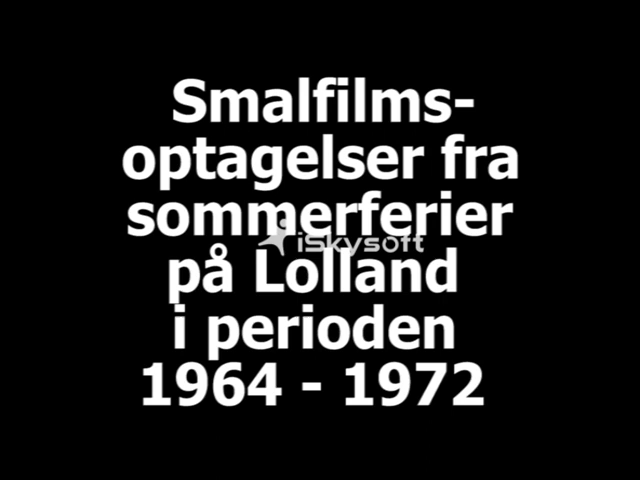 Smalfilms-
optagelser fra
sommerferier
iSkysoft
på Lolland
i perioden
1964 - 1972